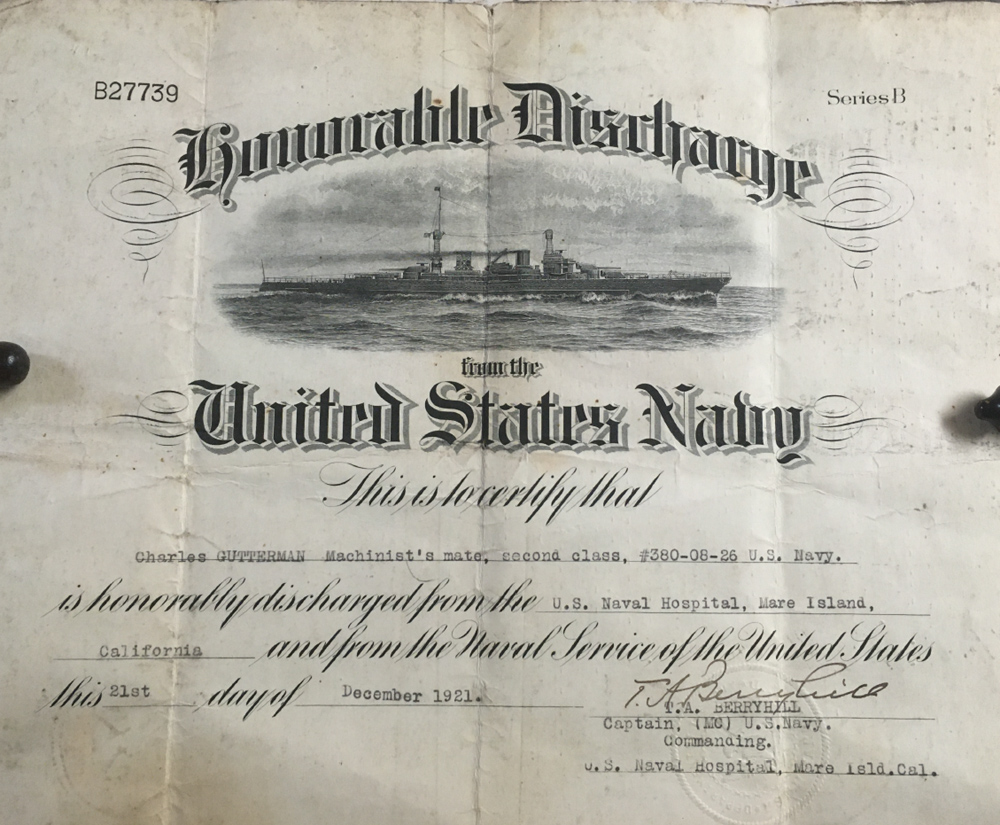 B27739
Series B
Honorable Discharge
from the
United States Navy
This is to certify that
Charles GUTTERMAN Machinist's mate, second class, #380-08-26 U.S. Navy.
is honorably discharged from the U.S. Naval Hospital, Mare Island,
California and from the Naval Service of the United States
this 21st day of December 1921.
T.A. Berryhill
T.A. BERRYHILL
Captain, (MC) U.S.Navy.
Commanding.
U.S. Naval Hospital, Mare Isld.Cal.